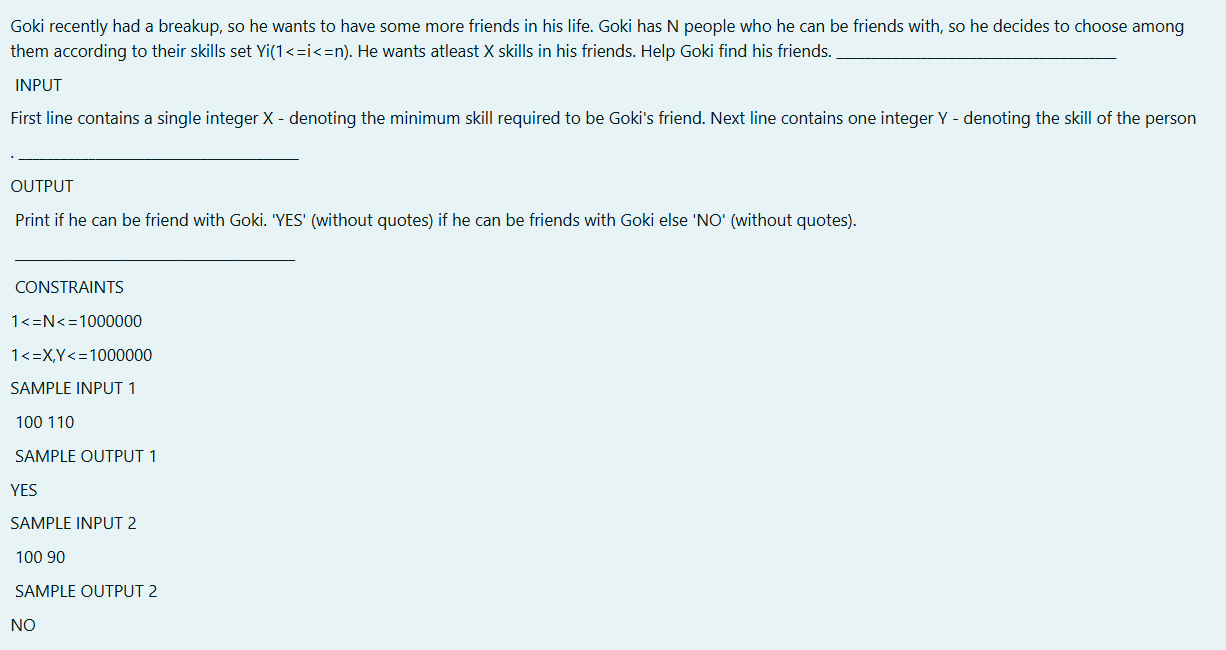 Goki recently had a breakup, so he wants to have some more friends in his life. Goki has N people who he can be friends with, so he decides to choose among
them according to their skills set Yi(1<=i<=n). He wants atleast X skills in his friends. Help Goki find his friends. ________________________________________
INPUT
First line contains a single integer X - denoting the minimum skill required to be Goki's friend. Next line contains one integer Y - denoting the skill of the person
. ________________________________________
OUTPUT
Print if he can be friend with Goki. 'YES' (without quotes) if he can be friends with Goki else 'NO' (without quotes).
________________________________________
CONSTRAINTS
1<=N<=1000000
1<=X,Y<=1000000
SAMPLE INPUT 1
100 110
SAMPLE OUTPUT 1
YES
SAMPLE INPUT 2
100 90
SAMPLE OUTPUT 2
NO